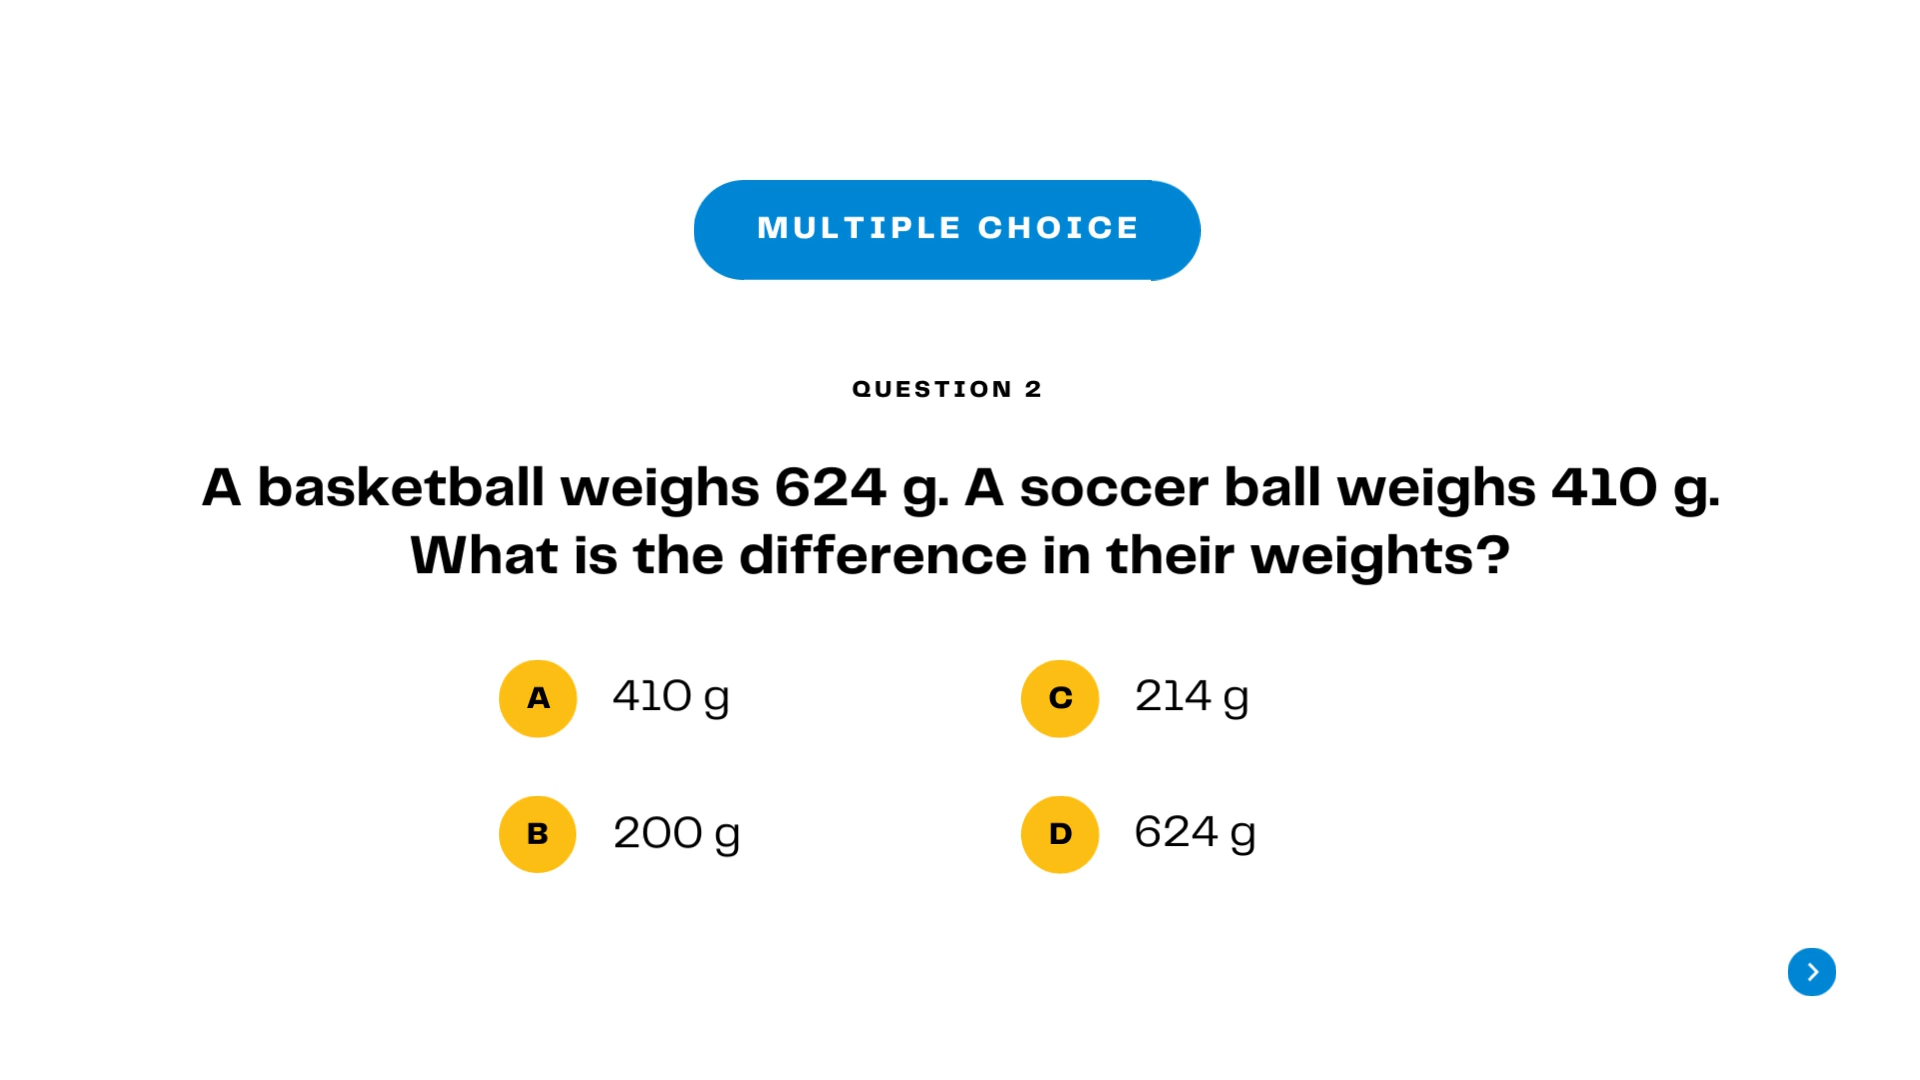 MULTIPLE CHOICE
QUESTION 2
A basketball weighs 624 g. A soccer ball weighs 410 g.
What is the difference in their weights?
A 410 g
C 214 g
B 200 g
D 624 g